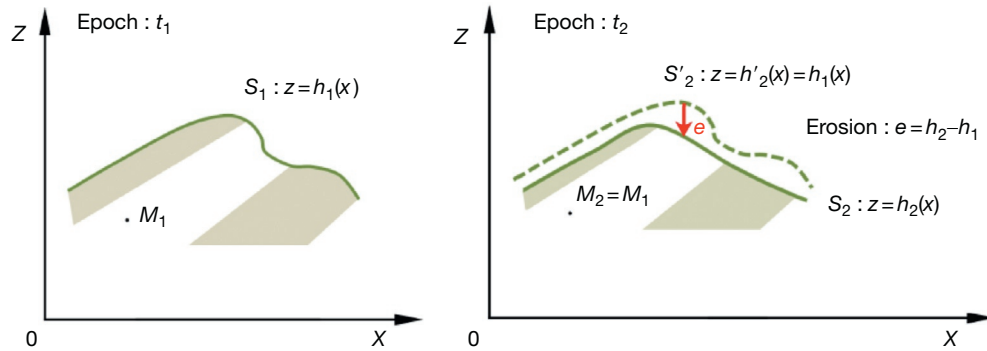 Epoch : t₁
Z
S₁ : z = h₁(x)
M₁
0
X
Epoch : t₂
Z
S'₂ : z = h'₂(x) = h₁(x)
e
Erosion : e = h₂–h₁
M₂ = M₁
S₂ : z = h₂(x)
0
X